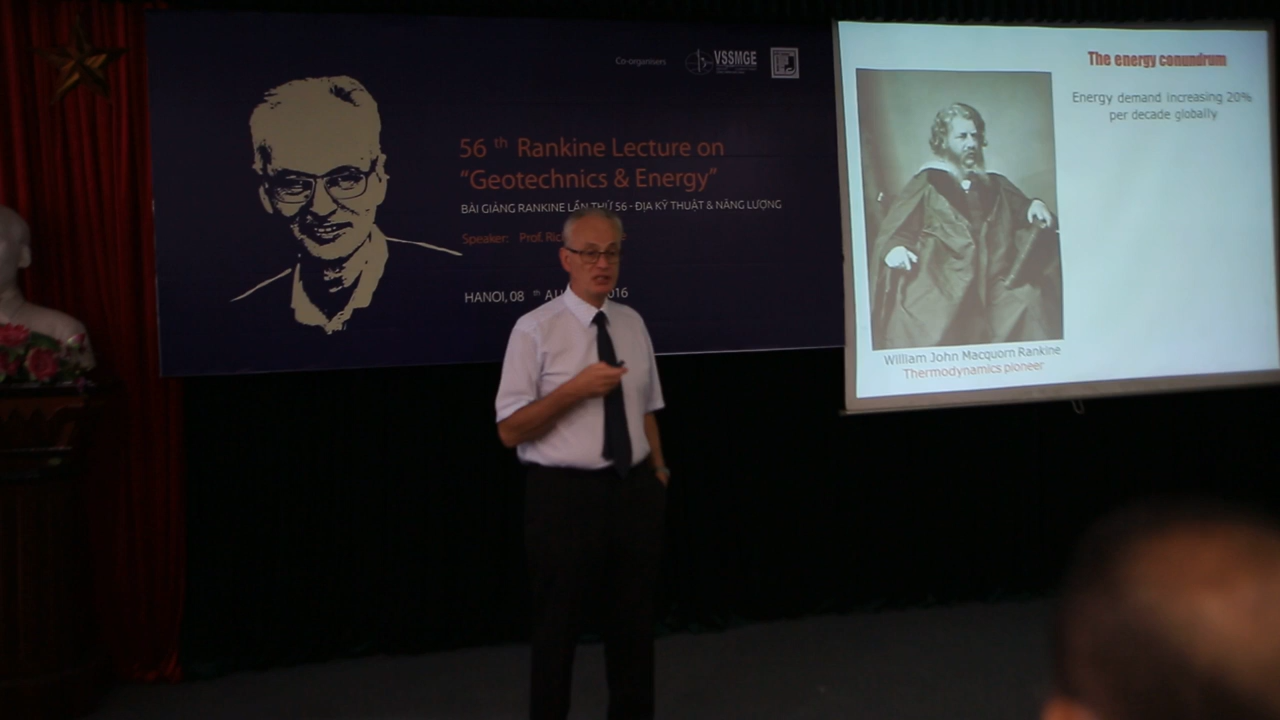 Co-organisers
VSSMGE
56 th Rankine Lecture on
“Geotechnics & Energy”
BÀI GIẢNG RANKINE LẦN THỨ 56 - ĐỊA KỸ THUẬT & NĂNG LƯỢNG
Speaker: Prof.
HANOI, 08 th
The energy conundrum
Energy demand increasing 20%
per decade globally
William John Macquorn Rankine
Thermodynamics pioneer